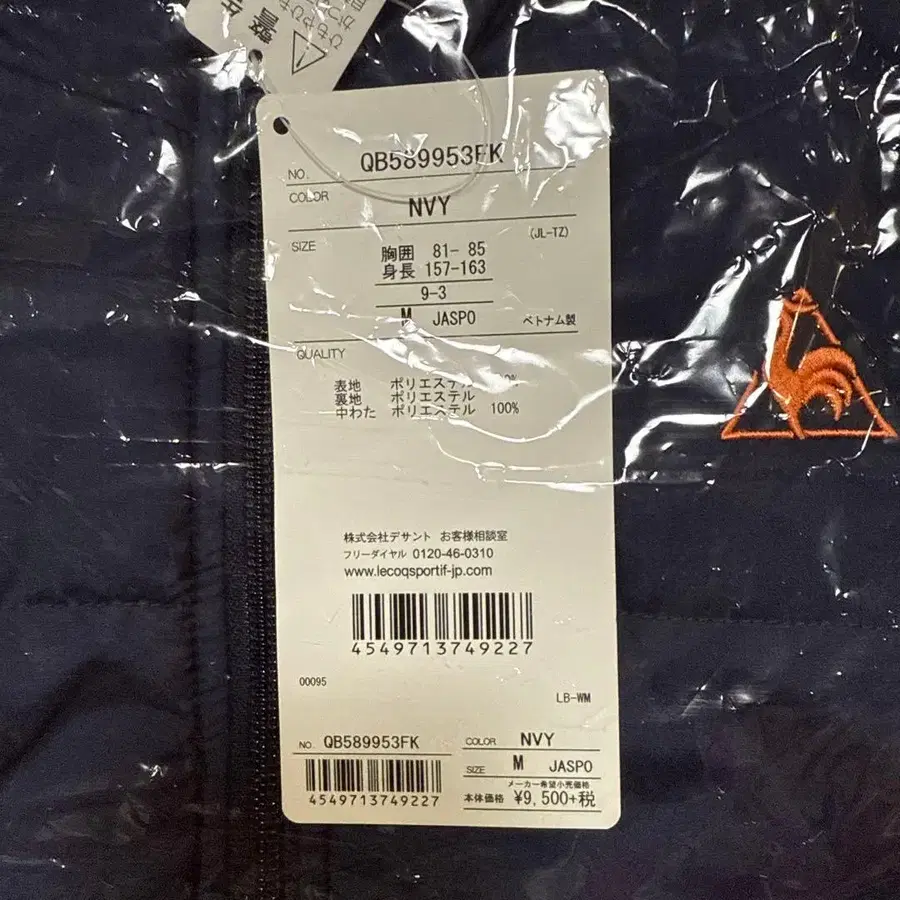 ひもやひも
NO. QB589953FK
COLOR NVY
(JL-TZ)
SIZE 胸囲 81- 85
身長 157-163
9-3
M JASPO ベトナム製
QUALITY
表地 ポリエステル
裏地 ポリエステル
中わた ポリエステル 100%
株式会社デサント お客様相談室
フリーダイヤル 0120-46-0310
www.lecoqsportif-jp.com
4549713749227
00095
LB-WM
NO. QB589953FK
4549713749227
COLOR NVY
SIZE M JASPO
メーカー希望小売価格
本体価格 ¥9,500+税